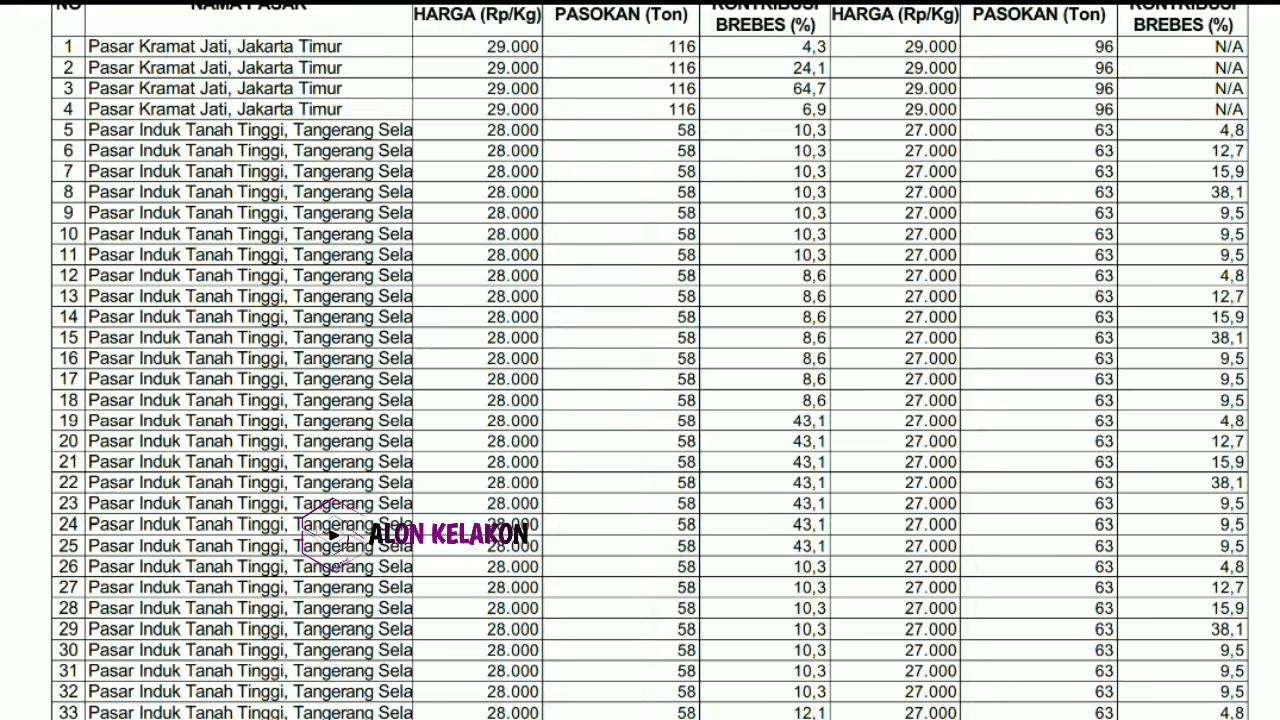 NO NAMA PASAR HARGA (Rp/Kg) PASOKAN (Ton) KONTRIBUSI BREBES (%) HARGA (Rp/Kg) PASOKAN (Ton) KONTRIBUSI BREBES (%)
1 Pasar Kramat Jati, Jakarta Timur 29.000 116 4,3 29.000 96 N/A
2 Pasar Kramat Jati, Jakarta Timur 29.000 116 24,1 29.000 96 N/A
3 Pasar Kramat Jati, Jakarta Timur 29.000 116 64,7 29.000 96 N/A
4 Pasar Kramat Jati, Jakarta Timur 29.000 116 6,9 29.000 96 N/A
5 Pasar Induk Tanah Tinggi, Tangerang Sela 28.000 58 10,3 27.000 63 4,8
6 Pasar Induk Tanah Tinggi, Tangerang Sela 28.000 58 10,3 27.000 63 12,7
7 Pasar Induk Tanah Tinggi, Tangerang Sela 28.000 58 10,3 27.000 63 15,9
8 Pasar Induk Tanah Tinggi, Tangerang Sela 28.000 58 10,3 27.000 63 38,1
9 Pasar Induk Tanah Tinggi, Tangerang Sela 28.000 58 10,3 27.000 63 9,5
10 Pasar Induk Tanah Tinggi, Tangerang Sela 28.000 58 10,3 27.000 63 9,5
11 Pasar Induk Tanah Tinggi, Tangerang Sela 28.000 58 10,3 27.000 63 9,5
12 Pasar Induk Tanah Tinggi, Tangerang Sela 28.000 58 8,6 27.000 63 4,8
13 Pasar Induk Tanah Tinggi, Tangerang Sela 28.000 58 8,6 27.000 63 12,7
14 Pasar Induk Tanah Tinggi, Tangerang Sela 28.000 58 8,6 27.000 63 15,9
15 Pasar Induk Tanah Tinggi, Tangerang Sela 28.000 58 8,6 27.000 63 38,1
16 Pasar Induk Tanah Tinggi, Tangerang Sela 28.000 58 8,6 27.000 63 9,5
17 Pasar Induk Tanah Tinggi, Tangerang Sela 28.000 58 8,6 27.000 63 9,5
18 Pasar Induk Tanah Tinggi, Tangerang Sela 28.000 58 8,6 27.000 63 9,5
19 Pasar Induk Tanah Tinggi, Tangerang Sela 28.000 58 43,1 27.000 63 4,8
20 Pasar Induk Tanah Tinggi, Tangerang Sela 28.000 58 43,1 27.000 63 12,7
21 Pasar Induk Tanah Tinggi, Tangerang Sela 28.000 58 43,1 27.000 63 15,9
22 Pasar Induk Tanah Tinggi, Tangerang Sela 28.000 58 43,1 27.000 63 38,1
23 Pasar Induk Tanah Tinggi, Tangerang Sela 28.000 58 43,1 27.000 63 9,5
24 Pasar Induk Tanah Tinggi, Tangerang Sela 28.000 58 43,1 27.000 63 9,5
ALON KELAKON
25 Pasar Induk Tanah Tinggi, Tangerang Sela 28.000 58 43,1 27.000 63 9,5
26 Pasar Induk Tanah Tinggi, Tangerang Sela 28.000 58 10,3 27.000 63 4,8
27 Pasar Induk Tanah Tinggi, Tangerang Sela 28.000 58 10,3 27.000 63 12,7
28 Pasar Induk Tanah Tinggi, Tangerang Sela 28.000 58 10,3 27.000 63 15,9
29 Pasar Induk Tanah Tinggi, Tangerang Sela 28.000 58 10,3 27.000 63 38,1
30 Pasar Induk Tanah Tinggi, Tangerang Sela 28.000 58 10,3 27.000 63 9,5
31 Pasar Induk Tanah Tinggi, Tangerang Sela 28.000 58 10,3 27.000 63 9,5
32 Pasar Induk Tanah Tinggi, Tangerang Sela 28.000 58 10,3 27.000 63 9,5
33 Pasar Induk Tanah Tinggi, Tangerang Sela 28.000 58 12,1 27.000 63 4,8